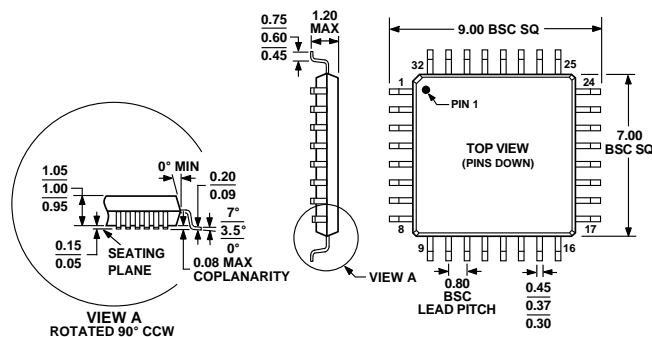 0.75
0.60
0.45
1.20
MAX
9.00 BSC SQ
32
25
1
24
PIN 1
TOP VIEW
(PINS DOWN)
7.00
BSC SQ
8
17
9
16
0.80
BSC
LEAD PITCH
0.45
0.37
0.30
VIEW A
1.05
1.00
0.95
0° MIN
0.20
0.09
7°
3.5°
0°
0.15
0.05
SEATING
PLANE
0.08 MAX
COPLANARITY
VIEW A
ROTATED 90° CCW